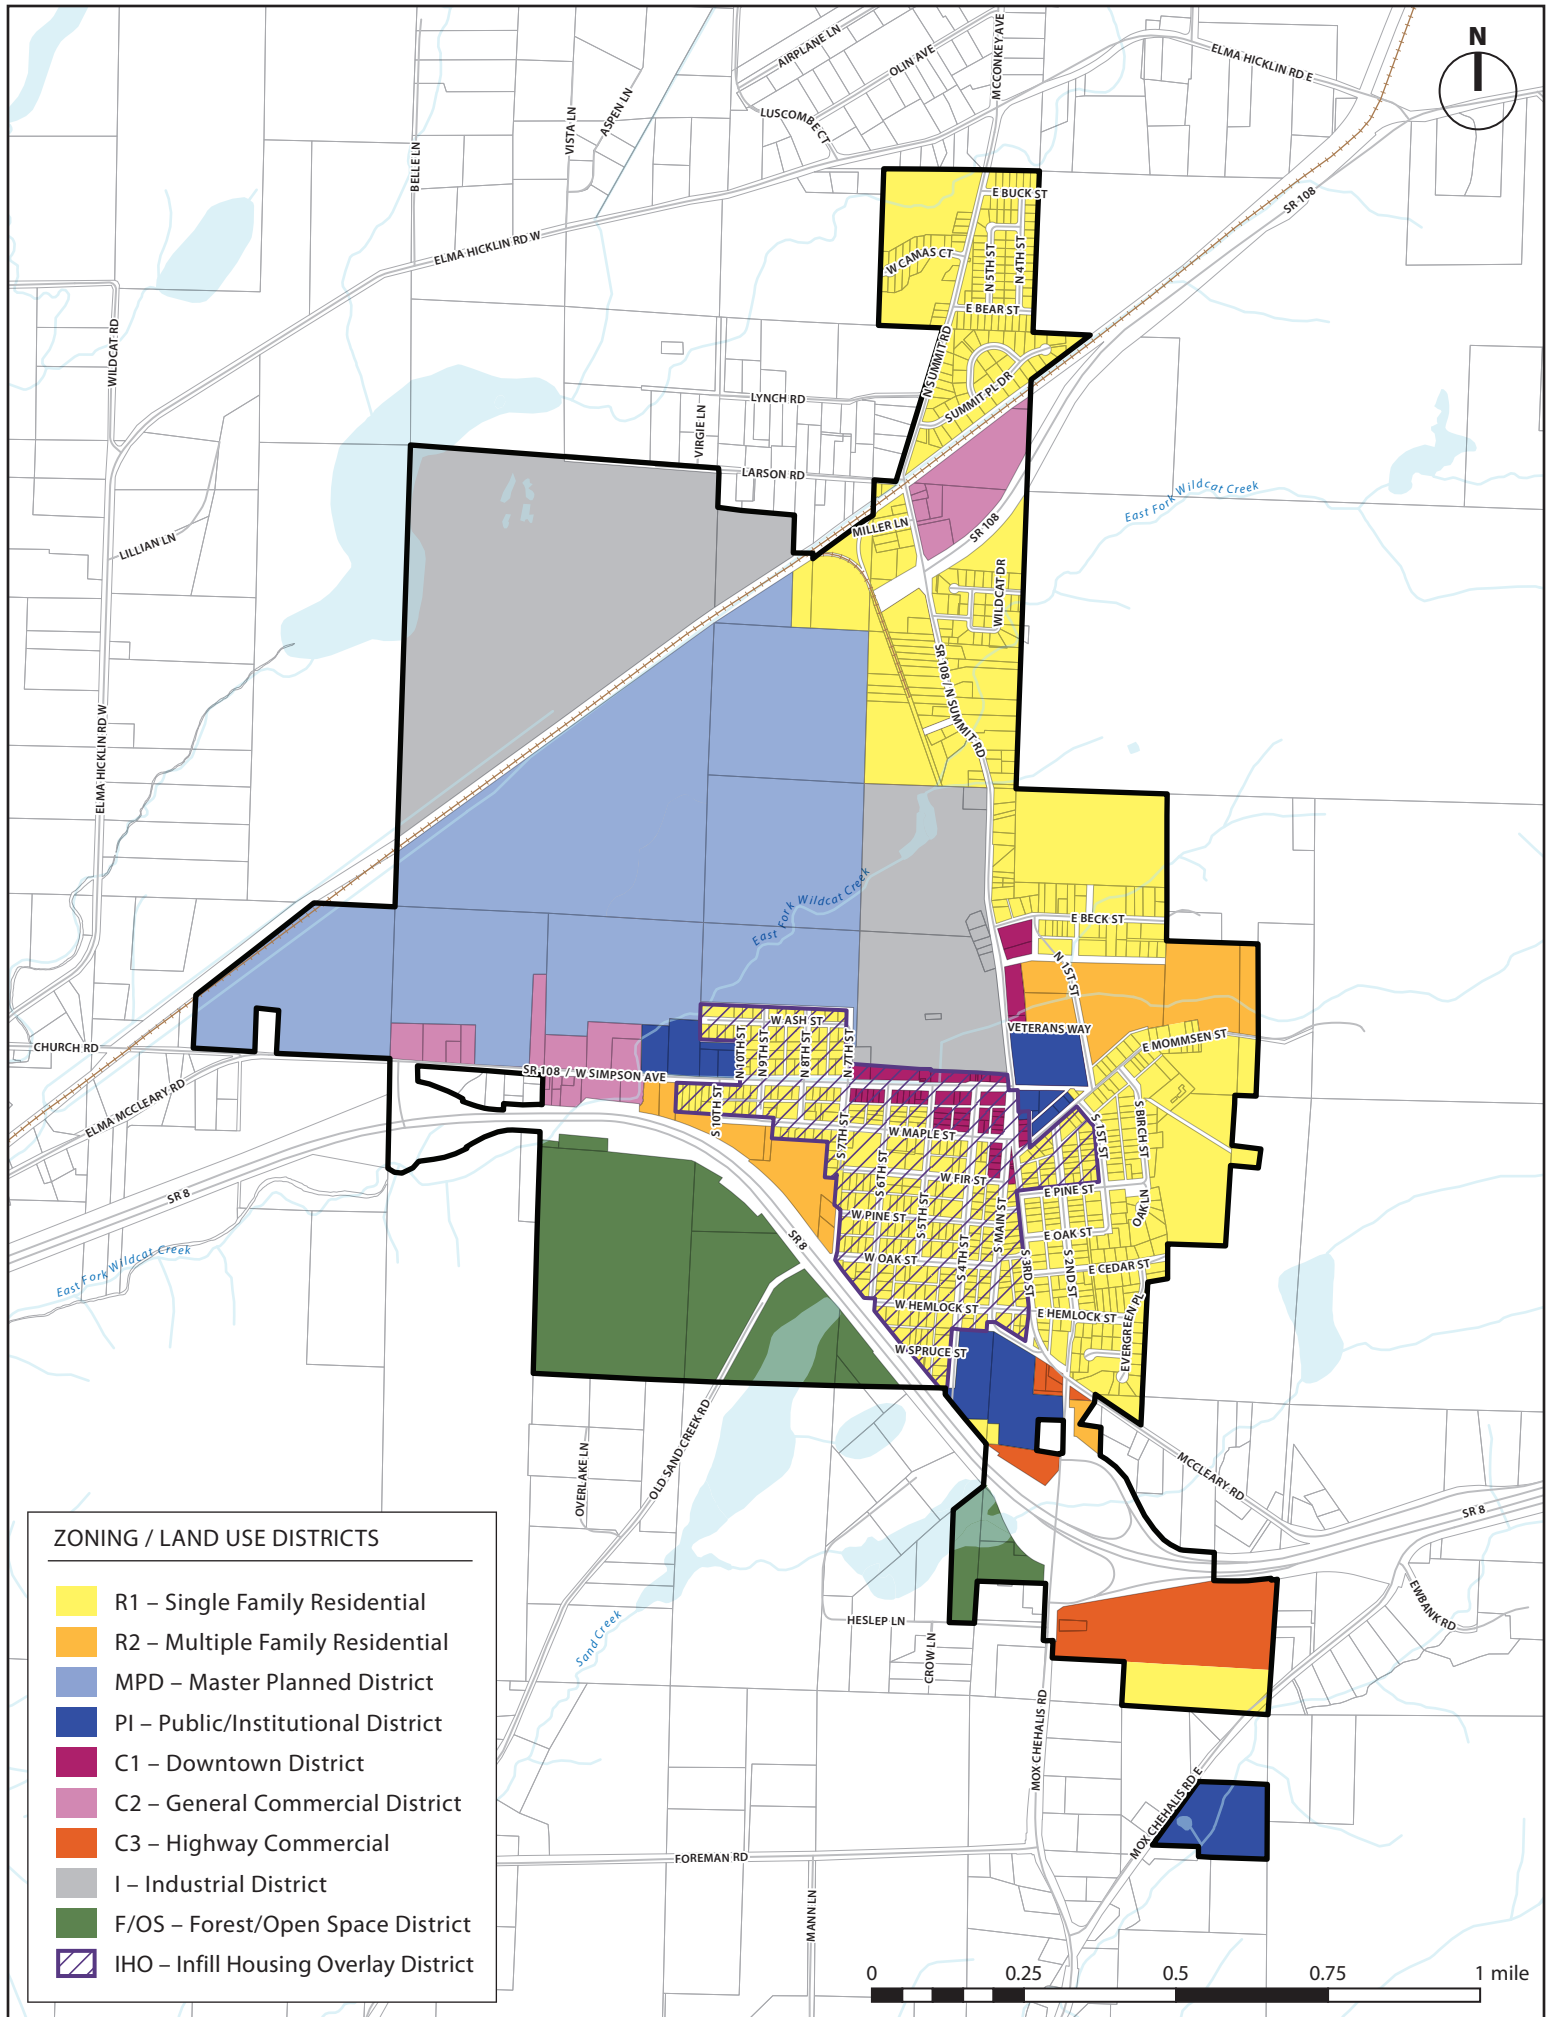 N
AIRPLANE LN
OLIN AVE
MCCONKEY AVE
ELMA HICKLIN RD E
LUSCOMBE CT
VISTA LN
ASPEN LN
BELLE LN
SR 108
E BUCK ST
ELMA HICKLIN RD W
W CAMAS CT
N 5TH ST
N 4TH ST
E BEAR ST
WILDCAT RD
N SUMMIT RD
SUMMIT PL DR
LYNCH RD
VIRGIE LN
LARSON RD
East Fork Wildcat Creek
MILLER LN
SR 108
LILLIAN LN
WILDCAT DR
SR 108 / N SUMMIT RD
ELMA HICKLIN RD W
East Fork Wildcat Creek
E BECK ST
N 1ST ST
W ASH ST
VETERANS WAY
CHURCH RD
N 10TH ST
N 9TH ST
N 8TH ST
N 7TH ST
E MOMMSEN ST
SR 108 / W SIMPSON AVE
ELMA MCCLEARY RD
S 10TH ST
S 7TH ST
W MAPLE ST
S 1ST ST
S BIRCH ST
SR 8
S 6TH ST
W FIR ST
E PINE ST
OAK LN
W PINE ST
S 5TH ST
S MAIN ST
E OAK ST
SR 8
East Fork Wildcat Creek
W OAK ST
S 4TH ST
S 3RD ST
S 2ND ST
E CEDAR ST
W HEMLOCK ST
E HEMLOCK ST
EVERGREEN PL
W SPRUCE ST
OLD SAND CREEK RD
OVERLAKE LN
MCCLEARY RD
SR 8
EWBANK RD
HESLEP LN
CROW LN
Sand Creek
MOX CHEHALIS RD
MOX CHEHALIS RD E
FOREMAN RD
MANN LN
ZONING / LAND USE DISTRICTS
R1 – Single Family Residential
R2 – Multiple Family Residential
MPD – Master Planned District
PI – Public/Institutional District
C1 – Downtown District
C2 – General Commercial District
C3 – Highway Commercial
I – Industrial District
F/OS – Forest/Open Space District
IHO – Infill Housing Overlay District
0 0.25 0.5 0.75 1 mile